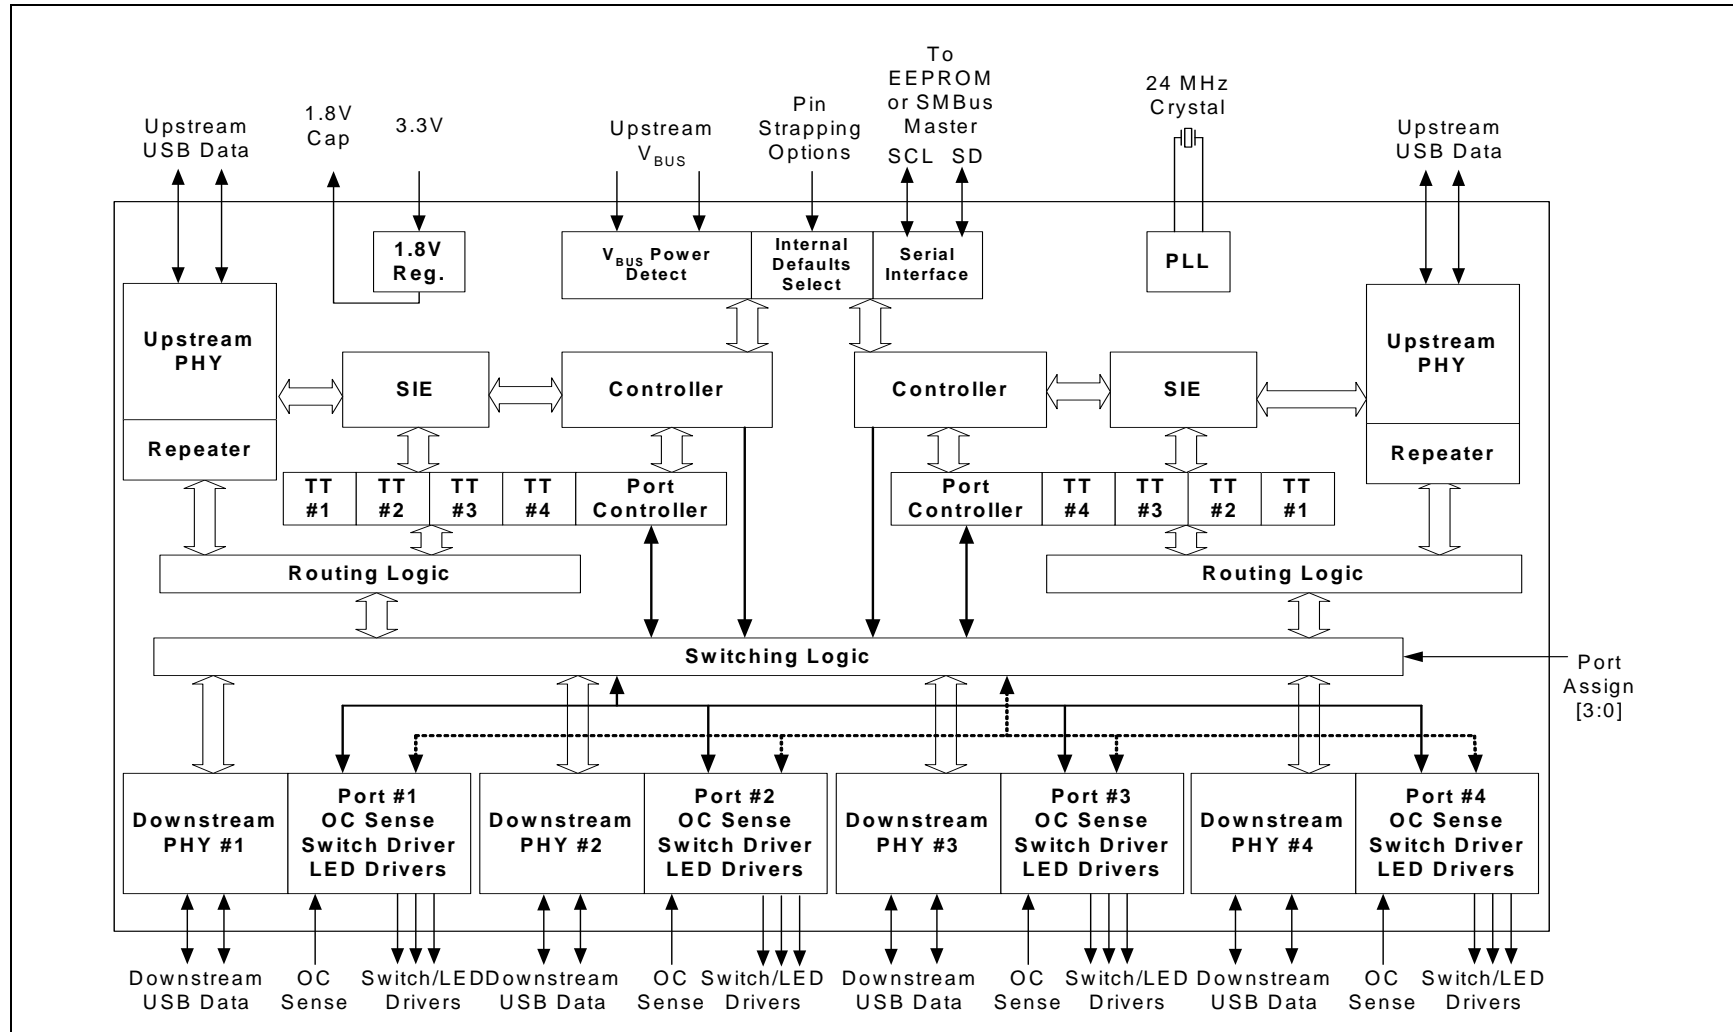 Upstream
USB Data
1.8V
Cap
3.3V
Upstream
VBUS
Pin
Strapping
Options
To
EEPROM
or SMBus
Master
SCL SD
24 MHz
Crystal
Upstream
USB Data
1.8V
Reg.
VBUS Power
Detect
Internal
Defaults
Select
Serial
Interface
PLL
Upstream
PHY
SIE
Controller
Controller
SIE
Upstream
PHY
Repeater
Repeater
TT
#1
TT
#2
TT
#3
TT
#4
Port
Controller
Port
Controller
TT
#4
TT
#3
TT
#2
TT
#1
Routing Logic
Routing Logic
Switching Logic
Port
Assign
[3:0]
Downstream
PHY #1
Port #1
OC Sense
Switch Driver
LED Drivers
Downstream
PHY #2
Port #2
OC Sense
Switch Driver
LED Drivers
Downstream
PHY #3
Port #3
OC Sense
Switch Driver
LED Drivers
Downstream
PHY #4
Port #4
OC Sense
Switch Driver
LED Drivers
Downstream
USB Data
OC
Sense
Switch/LED
Drivers
Downstream
USB Data
OC
Sense
Switch/LED
Drivers
Downstream
USB Data
OC
Sense
Switch/LED
Drivers
Downstream
USB Data
OC
Sense
Switch/LED
Drivers